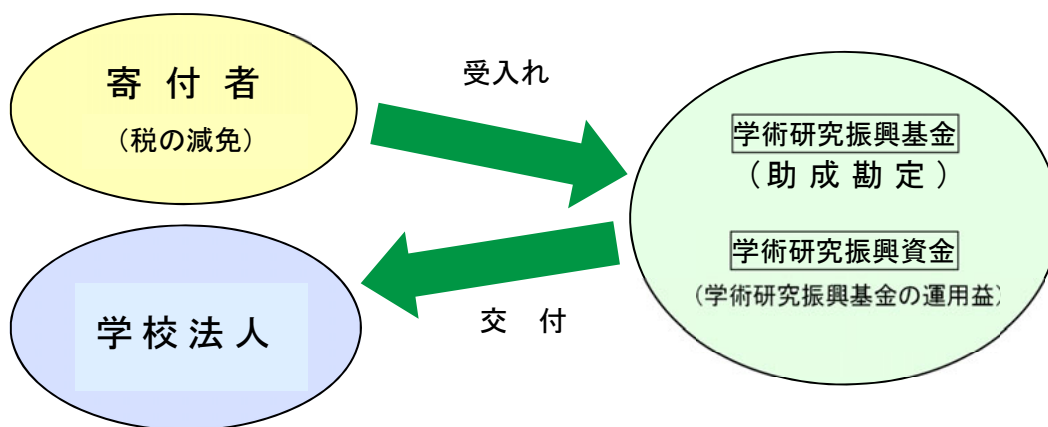 寄 付 者
(税の減免)
受入れ
学術研究振興基金
(助 成 勘 定)
学術研究振興資金
(学術研究振興基金の運用益)
交 付
学校法人